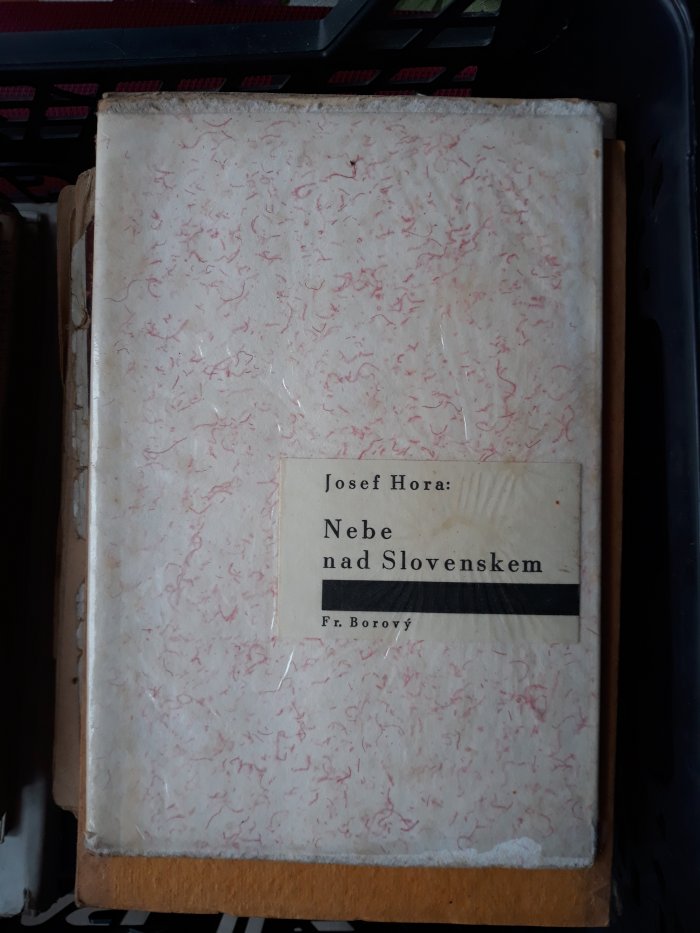 Josef Hora:
Nebe
nad Slovenskem
Fr. Borový